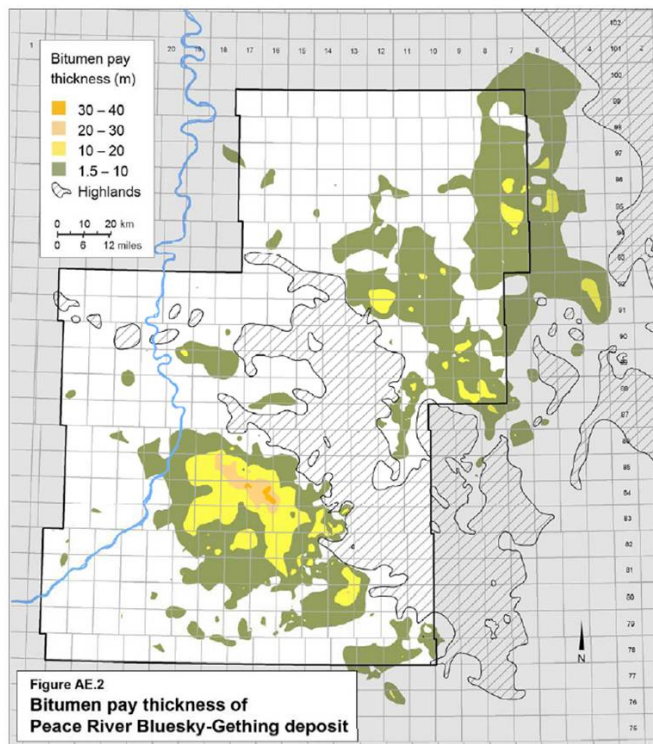 102
1
20 19 18 17 16 15 14 13 12 11 10 9 8 7 6 5 4 2
101
100
99
98
97
96
95
94
93
92
91
90
89
88
87
86
85
84
83
82
81
80
79
78
77
76
75
Bitumen pay
thickness (m)
30 – 40
20 – 30
10 – 20
1.5 – 10
Highlands
0 10 20 km
0 6 12 miles
N
Figure AE.2
Bitumen pay thickness of
Peace River Bluesky-Gething deposit